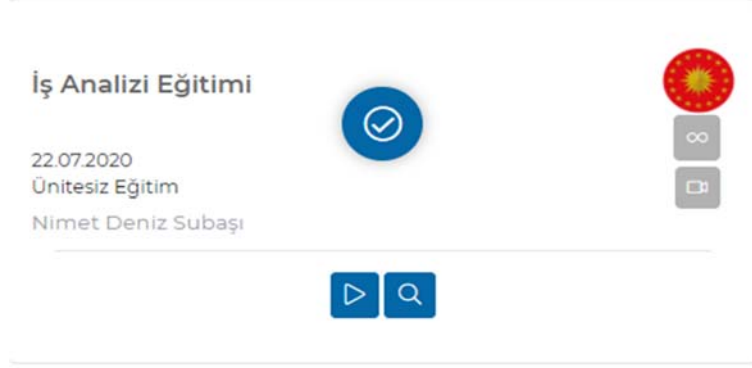 İş Analizi Eğitimi
22.07.2020
Ünitesiz Eğitim
Nimet Deniz Subaşı